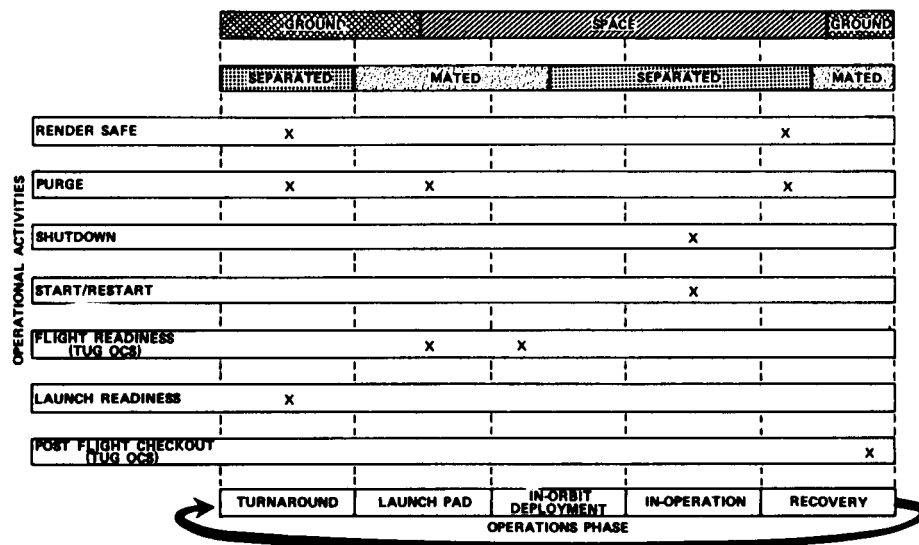 GROUND SPACE GROUND
SEPARATED MATED SEPARATED MATED
OPERATIONAL ACTIVITIES
RENDER SAFE X X
PURGE X X X
SHUTDOWN X
START/RESTART X
FLIGHT READINESS
(TUG OCS) X X
LAUNCH READINESS X
POST FLIGHT CHECKOUT
(TUG OCS) X
TURNAROUND LAUNCH PAD IN-ORBIT DEPLOYMENT IN-OPERATION RECOVERY
OPERATIONS PHASE